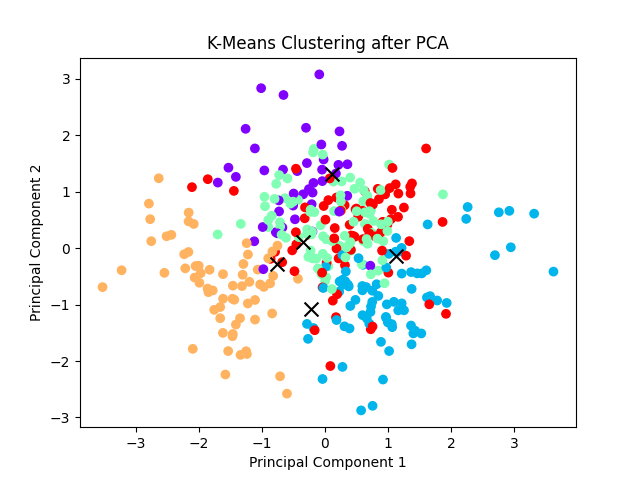 K-Means Clustering after PCA
3
2
1
0
−1
−2
−3
Principal Component 2
−3 −2 −1 0 1 2 3
Principal Component 1